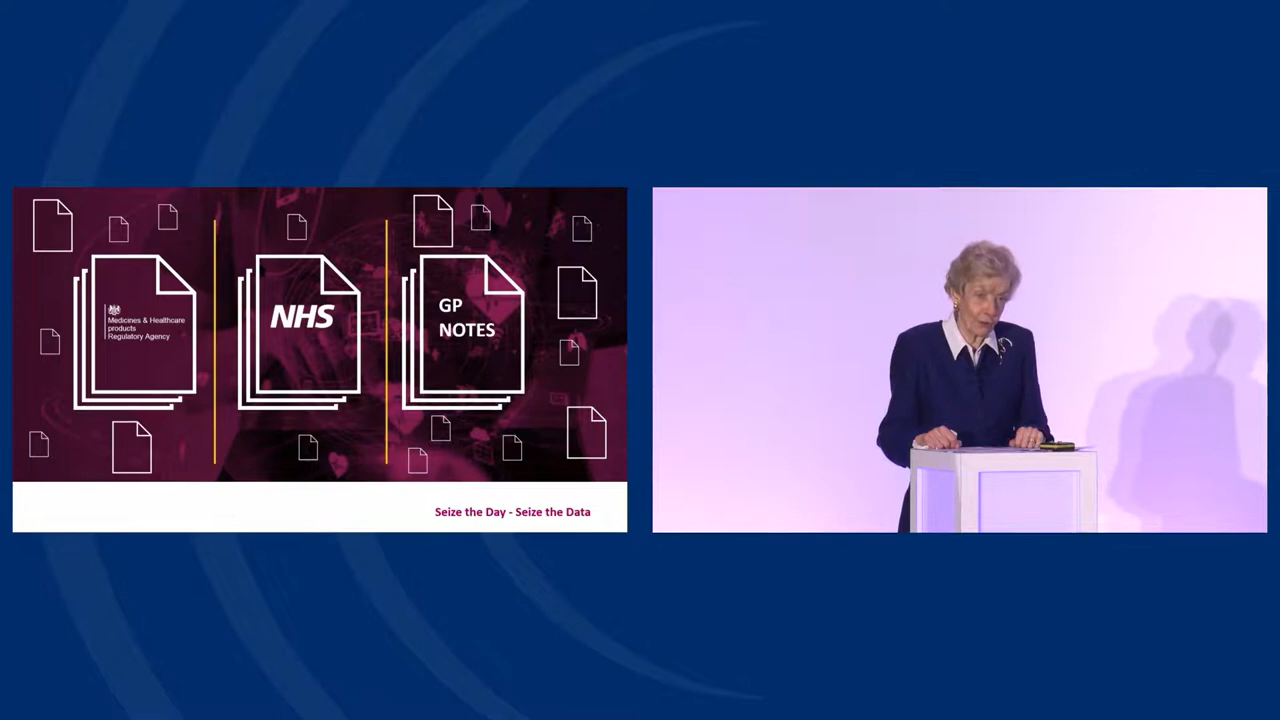 Medicines & Healthcare
products
Regulatory Agency
NHS
GP
NOTES
Seize the Day - Seize the Data